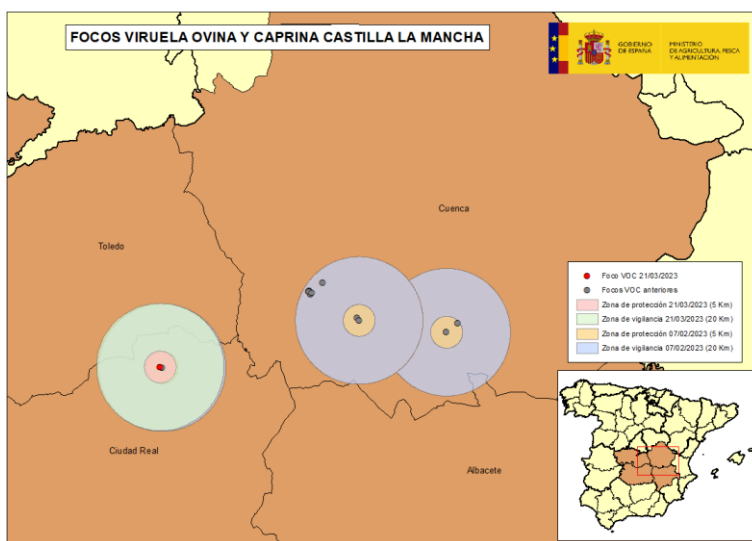 FOCOS VIRUELA OVINA Y CAPRINA CASTILLA LA MANCHA
GOBIERNO
DE ESPAÑA
MINISTERIO
DE AGRICULTURA, PESCA
Y ALIMENTACIÓN
Cuenca
Toledo
Foco VOC 21/03/2023
Focos VOC anteriores
Zona de protección 21/03/2023 (5 Km)
Zona de vigilancia 21/03/2023 (20 Km)
Zona de protección 07/02/2023 (5 Km)
Zona de vigilancia 07/02/2023 (20 Km)
Ciudad Real
Albacete